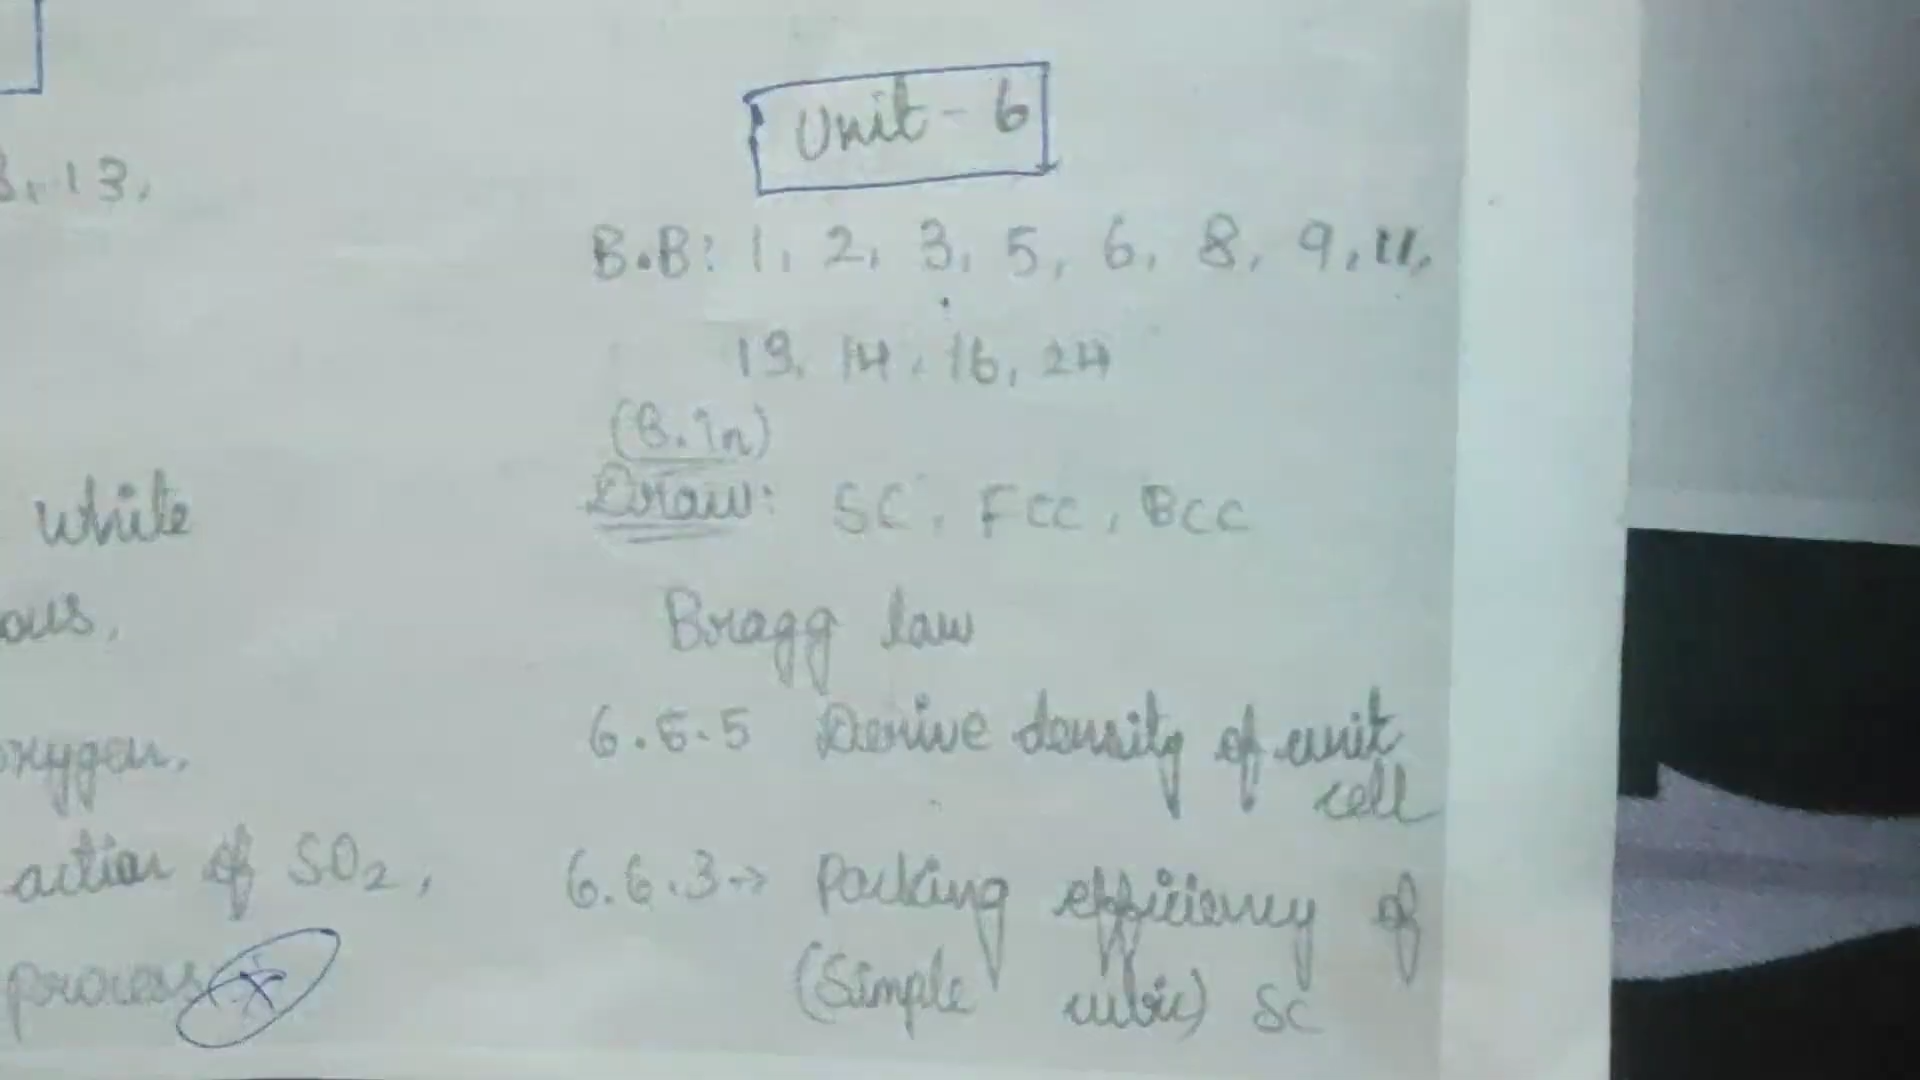 Unit - 6
B.B: 1, 2, 3, 5, 6, 8, 9, 11,
13, 14, 16, 24
(B.in)
Draw: SC, FCC, BCC
Bragg law
6.5.5 Derive density of unit
cell
6.6.3 → Packing efficiency of
(Simple cubic) SC
13,
white
ous,
oxygen,
action of SO2,
process